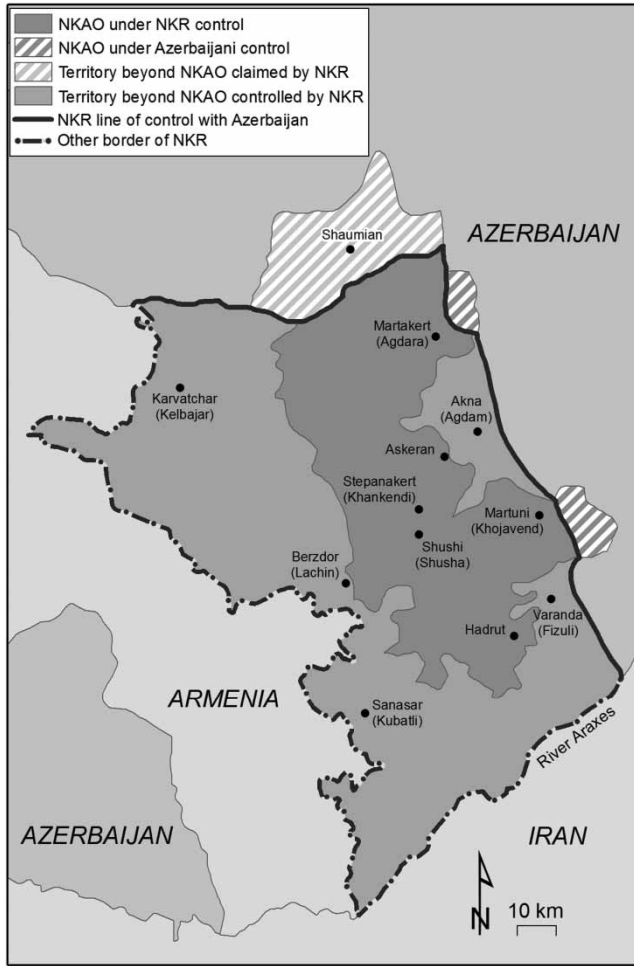 NKAO under NKR control
NKAO under Azerbaijani control
Territory beyond NKAO claimed by NKR
Territory beyond NKAO controlled by NKR
NKR line of control with Azerbaijan
Other border of NKR
Shaumian
AZERBAIJAN
Martakert
(Agdara)
Karvatchar
(Kelbajar)
Akna
(Agdam)
Askeran
Stepanakert
(Khankendi)
Martuni
(Khojavend)
Shushi
(Shusha)
Berzdor
(Lachin)
Varanda
(Fizuli)
Hadrut
ARMENIA
Sanasar
(Kubatli)
River Araxes
AZERBAIJAN
IRAN
N
10 km